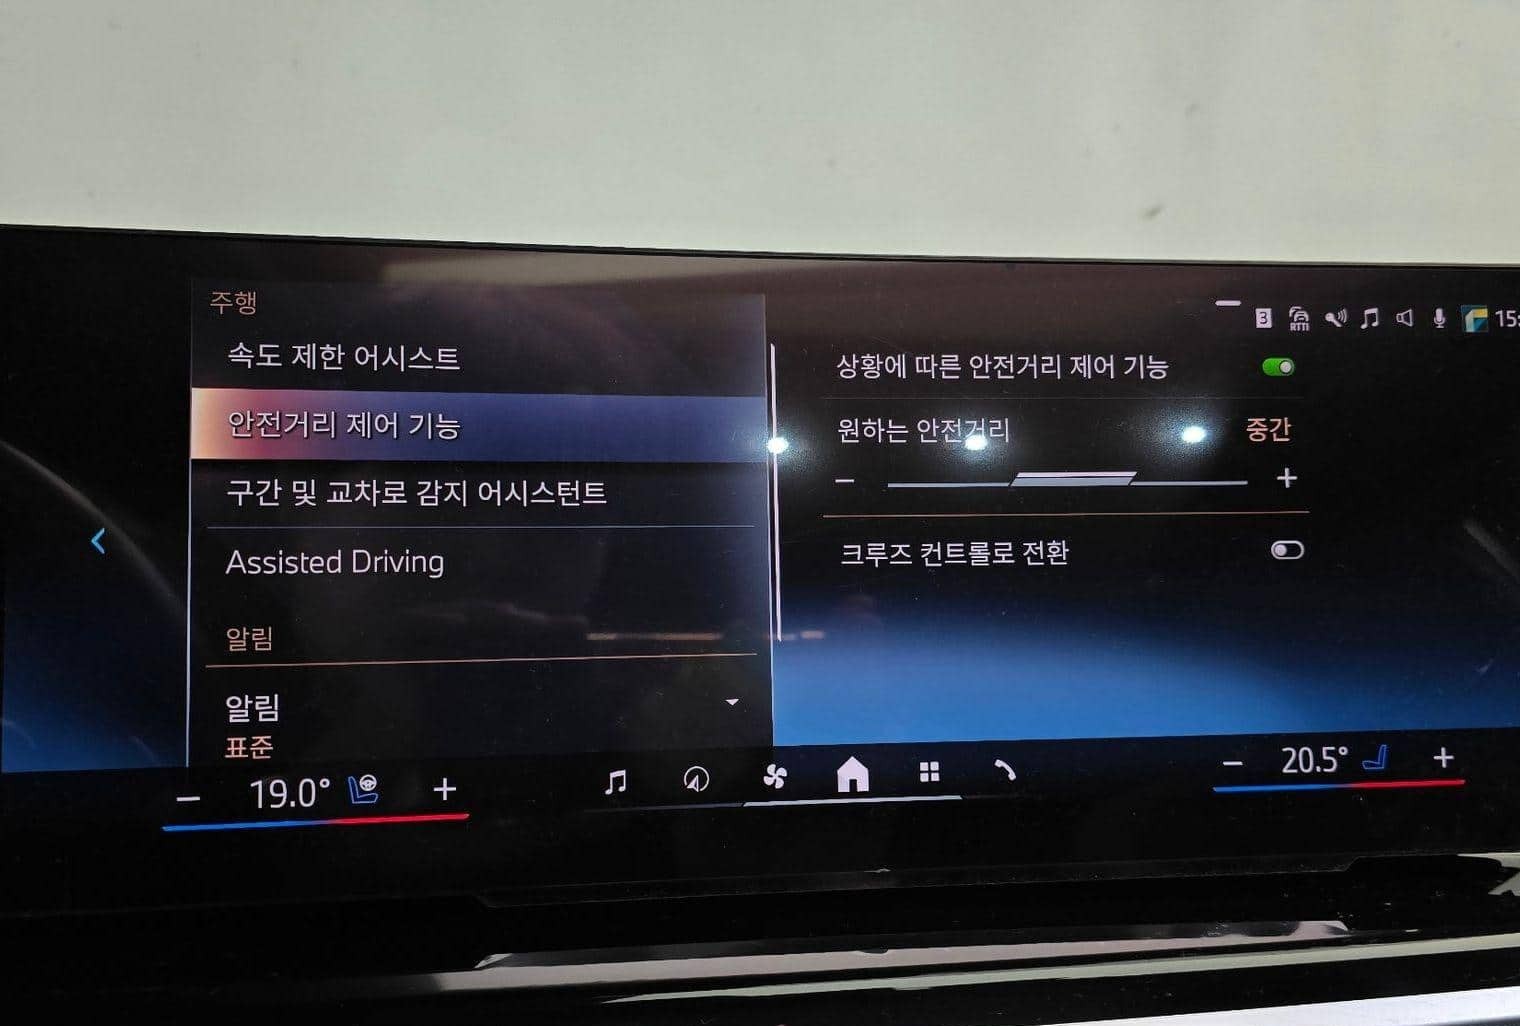 주행
속도 제한 어시스트
안전거리 제어 기능
구간 및 교차로 감지 어시스턴트
Assisted Driving
알림
알림
표준
3
RTTI
15:
상황에 따른 안전거리 제어 기능
원하는 안전거리
중간
크루즈 컨트롤로 전환
− 19.0° +
− 20.5° +